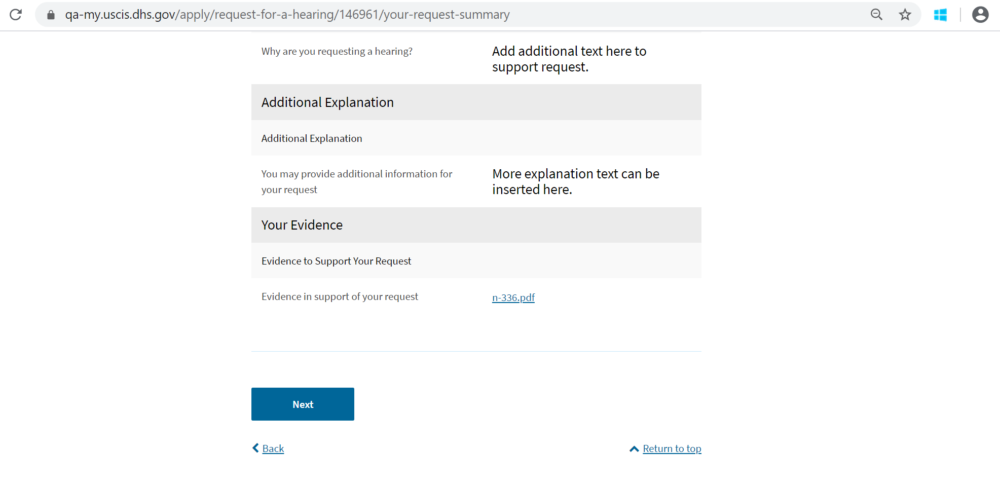 qa-my.uscis.dhs.gov/apply/request-for-a-hearing/146961/your-request-summary
Why are you requesting a hearing?
Add additional text here to
support request.
Additional Explanation
Additional Explanation
You may provide additional information for
your request
More explanation text can be
inserted here.
Your Evidence
Evidence to Support Your Request
Evidence in support of your request
n-336.pdf
Next
Back
Return to top